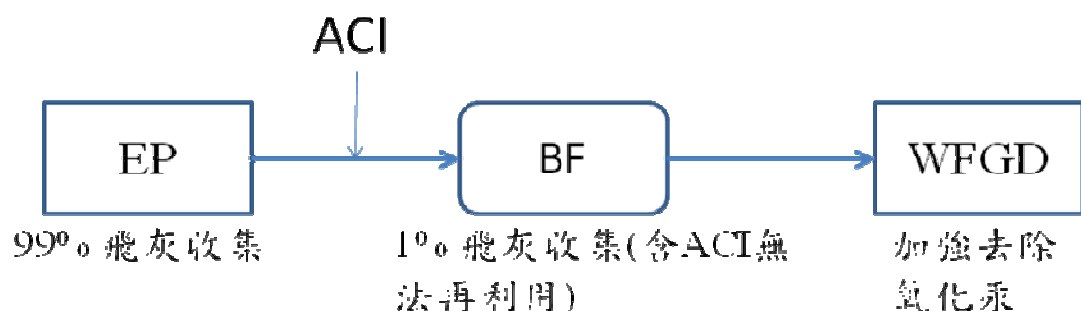 ACI
EP
BF
WFGD
99%飛灰收集
1%飛灰收集(含ACI無
法再利用)
加強去除
氧化汞